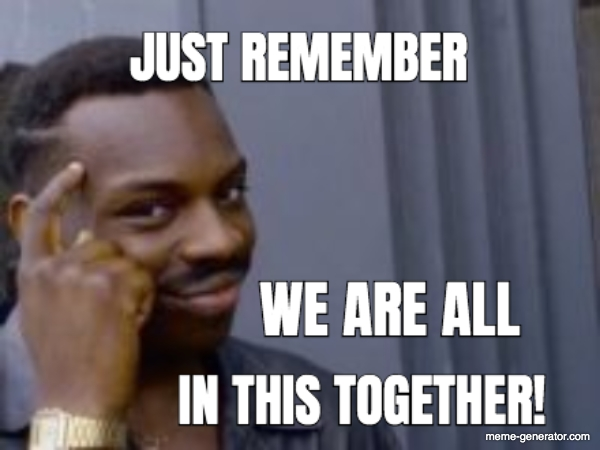 JUST REMEMBER
WE ARE ALL
IN THIS TOGETHER!
meme-generator.com